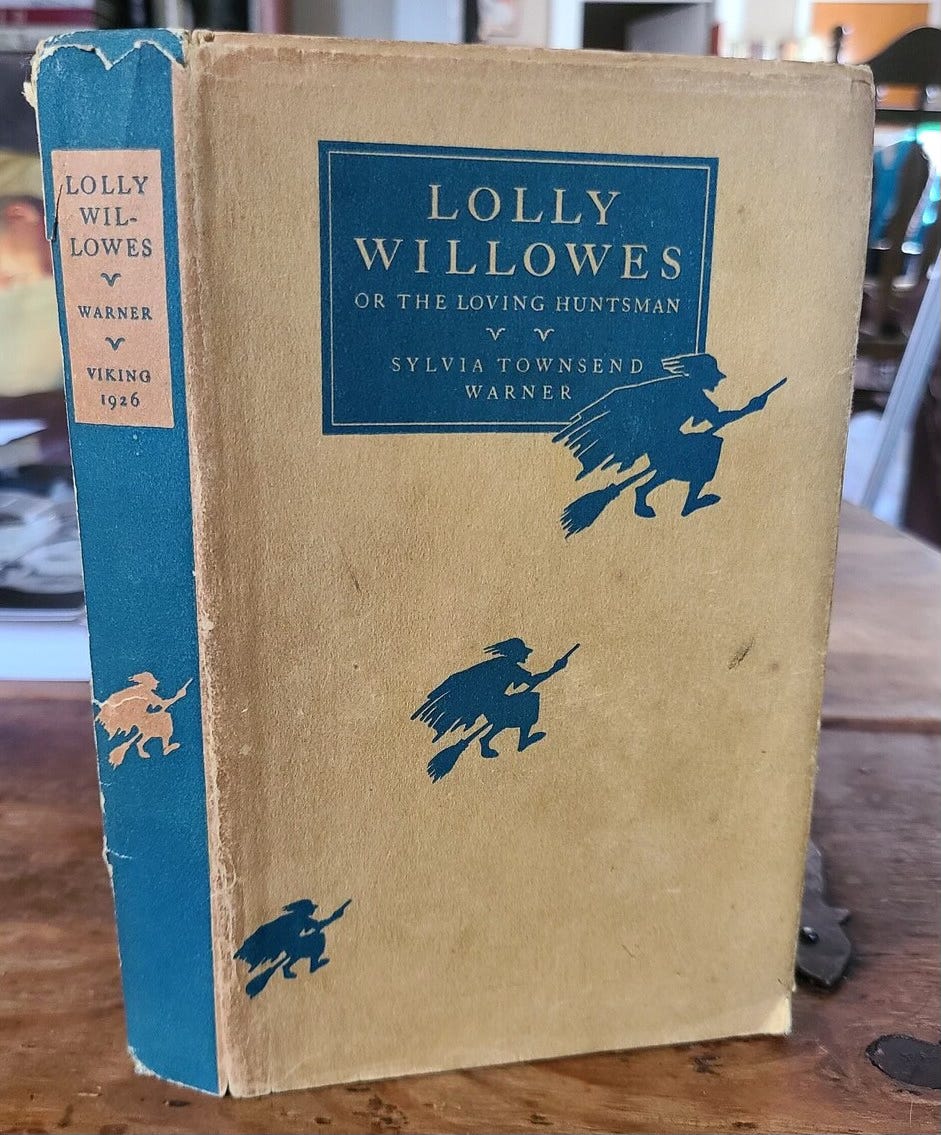 LOLLY
WIL-
LOWES
WARNER
VIKING
1926
LOLLY
WILLOWES
OR THE LOVING HUNTSMAN
SYLVIA TOWNSEND
WARNER